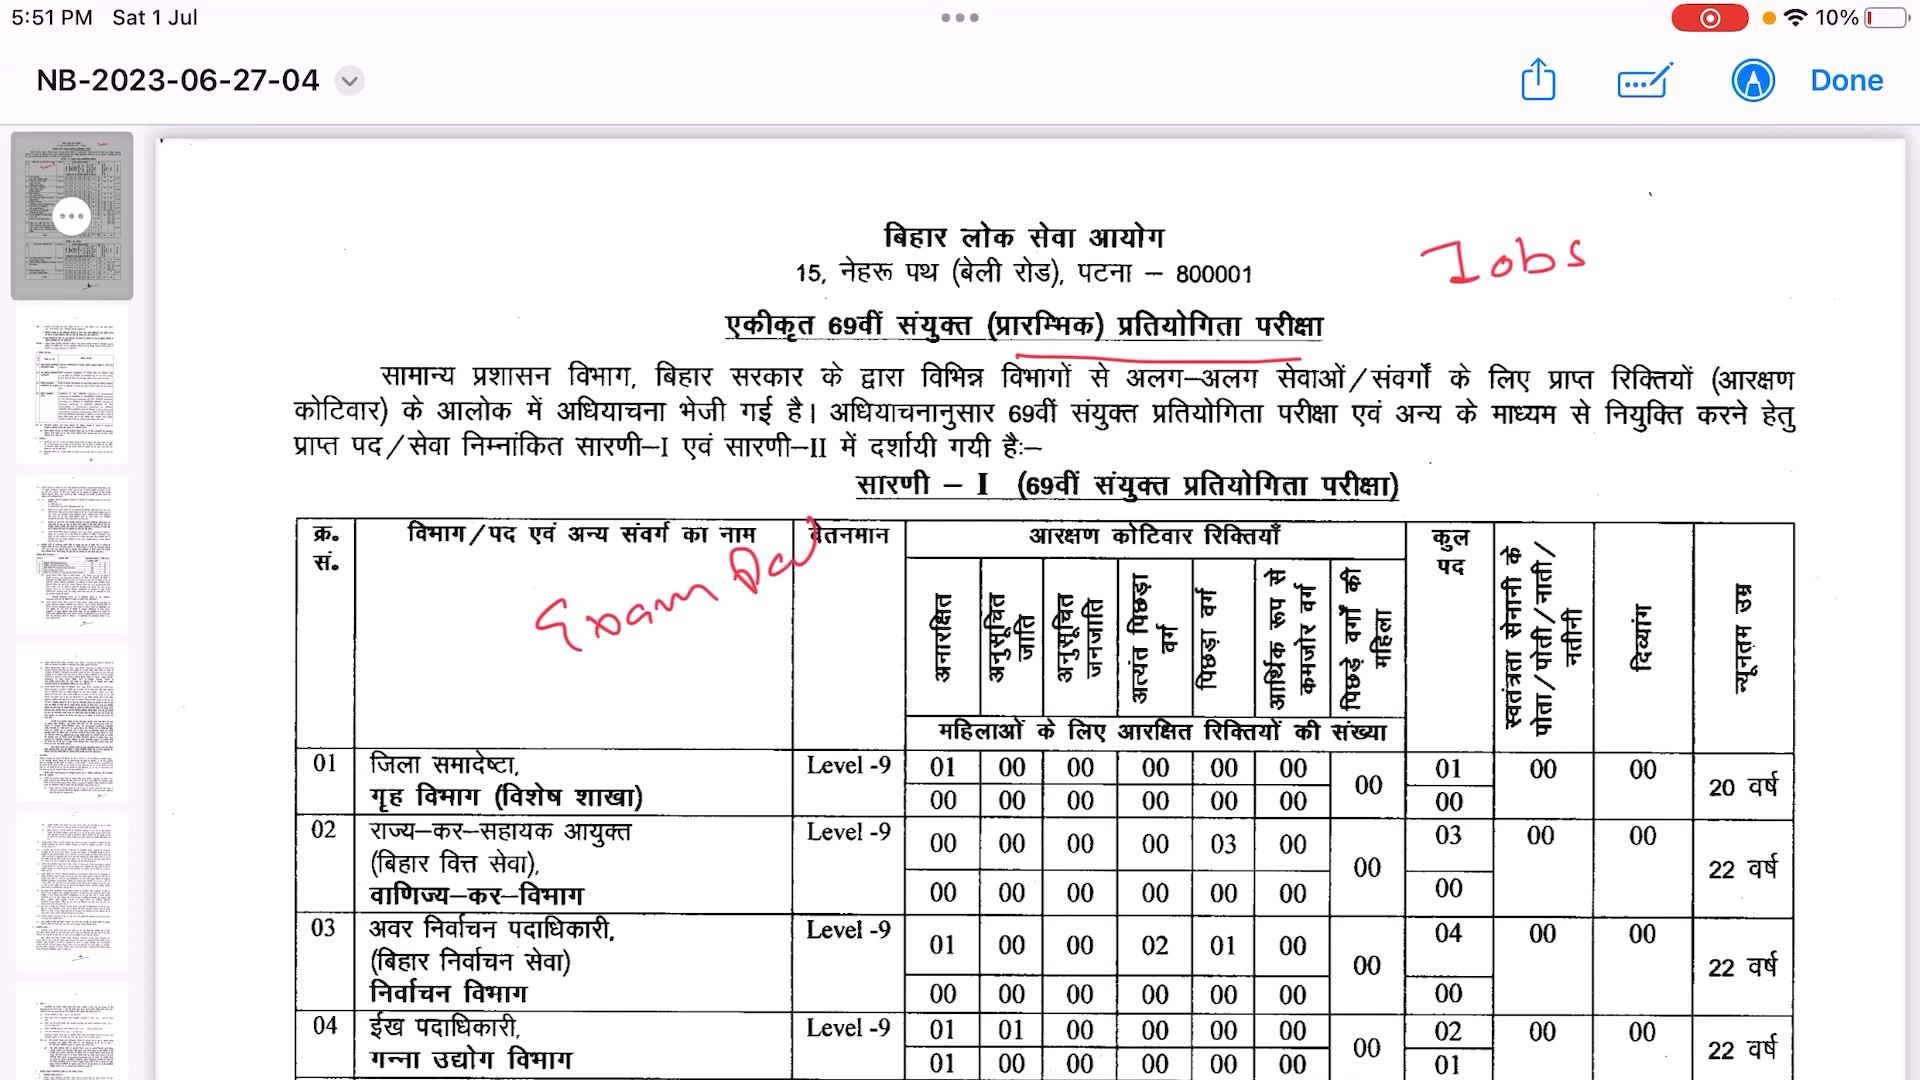 5:51 PM Sat 1 Jul
10%
NB-2023-06-27-04
Done
बिहार लोक सेवा आयोग
15, नेहरू पथ (बेली रोड), पटना – 800001
Jobs
एकीकृत 69वीं संयुक्त (प्रारम्भिक) प्रतियोगिता परीक्षा
सामान्य प्रशासन विभाग, बिहार सरकार के द्वारा विभिन्न विभागों से अलग–अलग सेवाओं/संवर्गों के लिए प्राप्त रिक्तियों (आरक्षण
कोटिवार) के आलोक में अधियाचना भेजी गई है। अधियाचनानुसार 69वीं संयुक्त प्रतियोगिता परीक्षा एवं अन्य के माध्यम से नियुक्ति करने हेतु
प्राप्त पद/सेवा निम्नांकित सारणी–I एवं सारणी–II में दर्शायी गयी हैः–
सारणी – I (69वीं संयुक्त प्रतियोगिता परीक्षा)
क्र. सं. विभाग/पद एवं अन्य संवर्ग का नाम वेतनमान आरक्षण कोटिवार रिक्तियाँ कुल पद स्वतंत्रता सेनानी के पोता/पोती/नाती/नतीनी दिव्यांग न्यूनतम उम्र
Exam
अनारक्षित अनुसूचित जाति अनुसूचित जनजाति अत्यंत पिछड़ा वर्ग पिछड़ा वर्ग आर्थिक रूप से कमजोर वर्ग पिछड़े वर्गों की महिला
महिलाओं के लिए आरक्षित रिक्तियों की संख्या
01 जिला समादेष्टा, Level -9 01 00 00 00 00 00 00 01 00 00 20 वर्ष
गृह विभाग (विशेष शाखा) 00 00 00 00 00 00 00
02 राज्य–कर–सहायक आयुक्त Level -9 00 00 00 00 03 00 00 03 00 00 22 वर्ष
(बिहार वित्त सेवा),
वाणिज्य–कर–विभाग 00 00 00 00 00 00 00
03 अवर निर्वाचन पदाधिकारी, Level -9 01 00 00 02 01 00 00 04 00 00 22 वर्ष
(बिहार निर्वाचन सेवा)
निर्वाचन विभाग 00 00 00 00 00 00 00
04 ईख पदाधिकारी, Level -9 01 01 00 00 00 00 00 02 00 00 22 वर्ष
गन्ना उद्योग विभाग 01 00 00 00 00 00 01